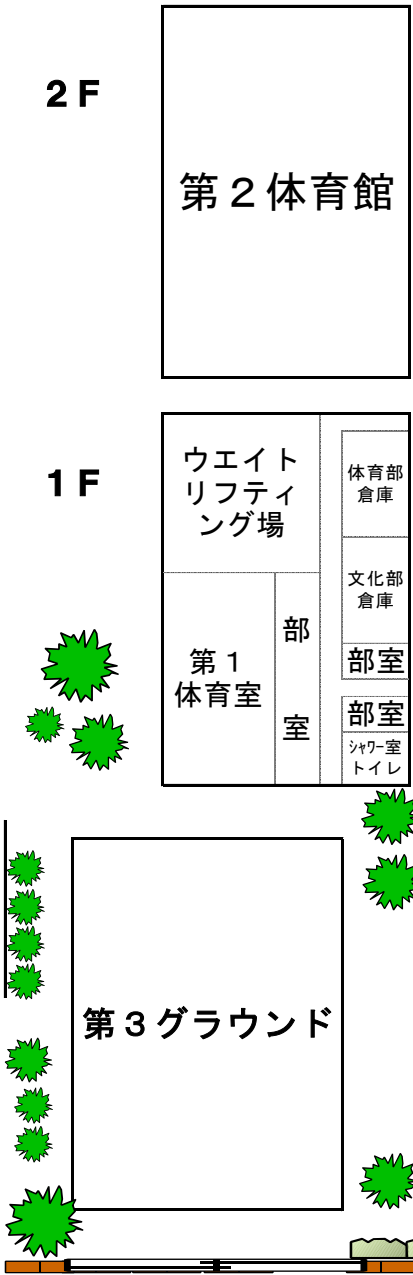 ２Ｆ
第２体育館
１Ｆ
ウエイト
リフティ
ング場
体育部
倉庫
文化部
倉庫
部室
部
室
第１
体育室
部室
ｼｬﾜｰ室
トイレ
第３グラウンド